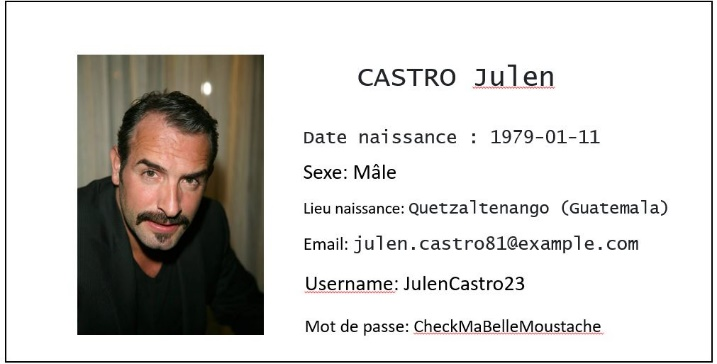 CASTRO Julen
Date naissance : 1979-01-11
Sexe: Mâle
Lieu naissance: Quetzaltenango (Guatemala)
Email: julen.castro81@example.com
Username: JulenCastro23
Mot de passe: CheckMaBelleMoustache